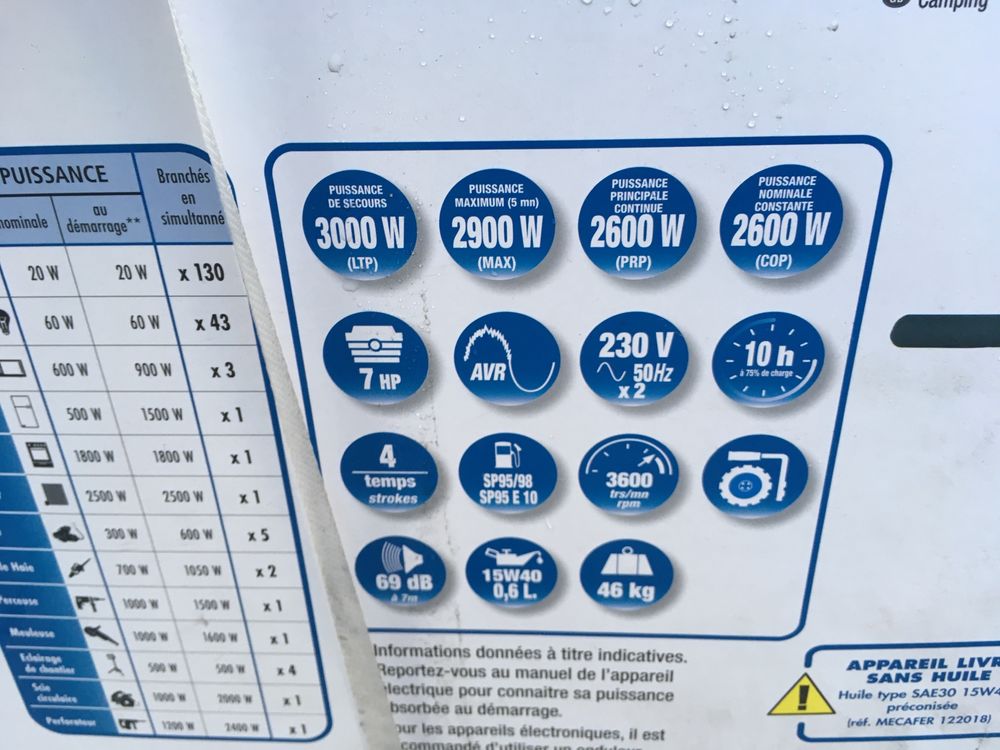 Camping
PUISSANCE
Branchés
en
simultanné
nominale
au
démarrage**
20 W 20 W x 130
60 W 60 W x 43
600 W 900 W x 3
500 W 1500 W x 1
1800 W 1800 W x 1
2500 W 2500 W x 1
300 W 600 W x 5
Haie 700 W 1050 W x 2
Perceuse 1000 W 1500 W x 1
Meuleuse 1000 W 1600 W x 1
Eclairage
de chantier 500 W 500 W x 4
Scie
circulaire 1000 W 2000 W x 1
Perforateur 1200 W 2400 W x 1
PUISSANCE
DE SECOURS
3000 W
(LTP)
PUISSANCE
MAXIMUM (5 mn)
2900 W
(MAX)
PUISSANCE
PRINCIPALE
CONTINUE
2600 W
(PRP)
PUISSANCE
NOMINALE
CONSTANTE
2600 W
(COP)
7 HP
AVR
230 V
50Hz
x 2
10 h
à 75% de charge
4
temps
strokes
SP95/98
SP95 E 10
3600
trs/mn
rpm
69 dB
à 7m
15W40
0,6 L.
46 kg
Informations données à titre indicatives.
Reportez-vous au manuel de l'appareil
électrique pour connaitre sa puissance
absorbée au démarrage.
our les appareils électroniques, il est
commandé d'utiliser un onduleur
APPAREIL LIVR
SANS HUILE
Huile type SAE30 15W4
préconisée
(réf. MECAFER 122018)